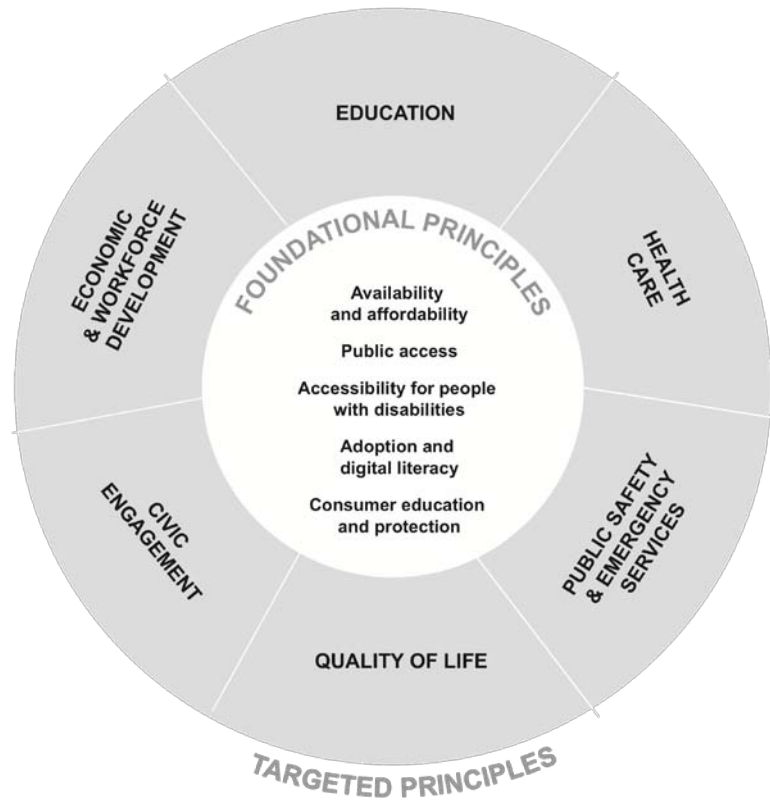 EDUCATION
HEALTH
CARE
PUBLIC SAFETY
& EMERGENCY
SERVICES
QUALITY OF LIFE
CIVIC
ENGAGEMENT
ECONOMIC
& WORKFORCE
DEVELOPMENT
FOUNDATIONAL PRINCIPLES
Availability
and affordability
Public access
Accessibility for people
with disabilities
Adoption and
digital literacy
Consumer education
and protection
TARGETED PRINCIPLES